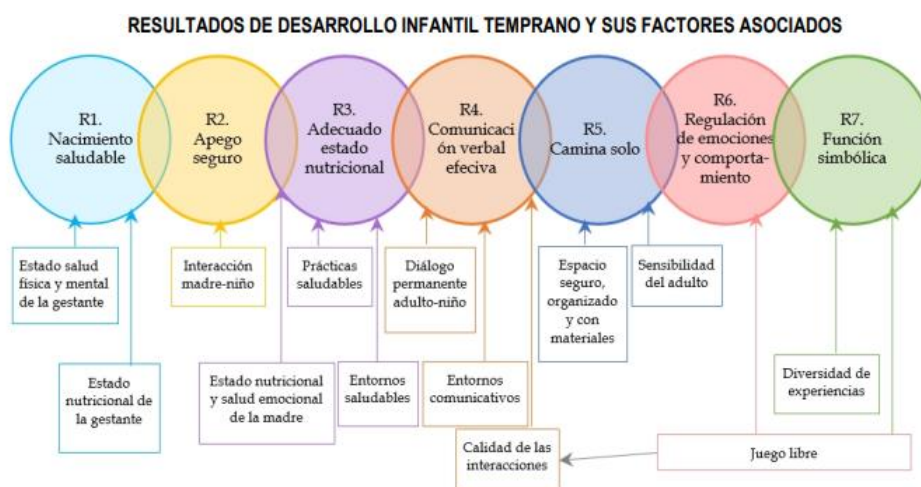 RESULTADOS DE DESARROLLO INFANTIL TEMPRANO Y SUS FACTORES ASOCIADOS
R1.
Nacimiento
saludable
R2.
Apego
seguro
R3.
Adecuado
estado
nutricional
R4.
Comunicaci
ón verbal
efeciva
R5.
Camina solo
R6.
Regulación
de emociones
y comporta-
miento
R7.
Función
simbólica
Estado salud
física y mental
de la gestante
Interacción
madre-niño
Prácticas
saludables
Diálogo
permanente
adulto-niño
Espacio
seguro,
organizado
y con
materiales
Sensibilidad
del adulto
Estado
nutricional de
la gestante
Estado nutricional
y salud emocional
de la madre
Entornos
saludables
Entornos
comunicativos
Diversidad de
experiencias
Calidad de las
interacciones
Juego libre